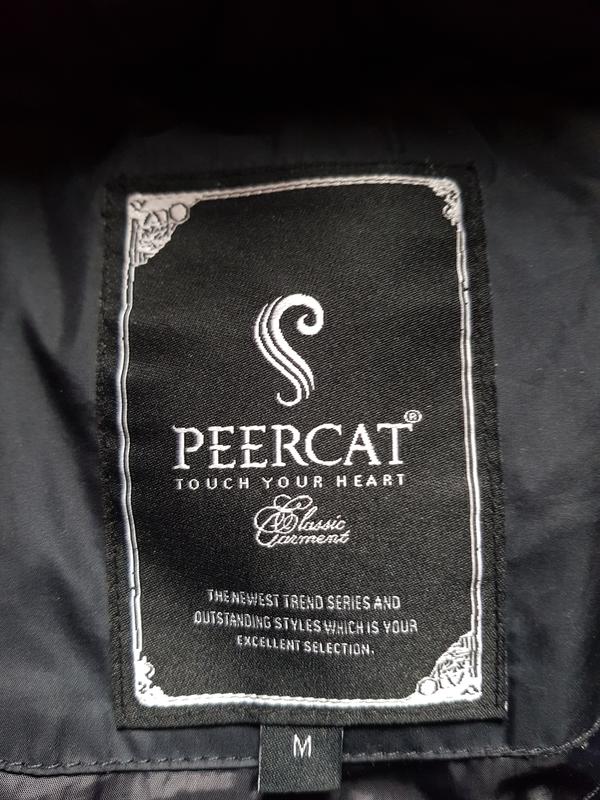 PEERCAT®
TOUCH YOUR HEART
Classic
Garment
THE NEWEST TREND SERIES AND
OUTSTANDING STYLES WHICH IS YOUR
EXCELLENT SELECTION.
M